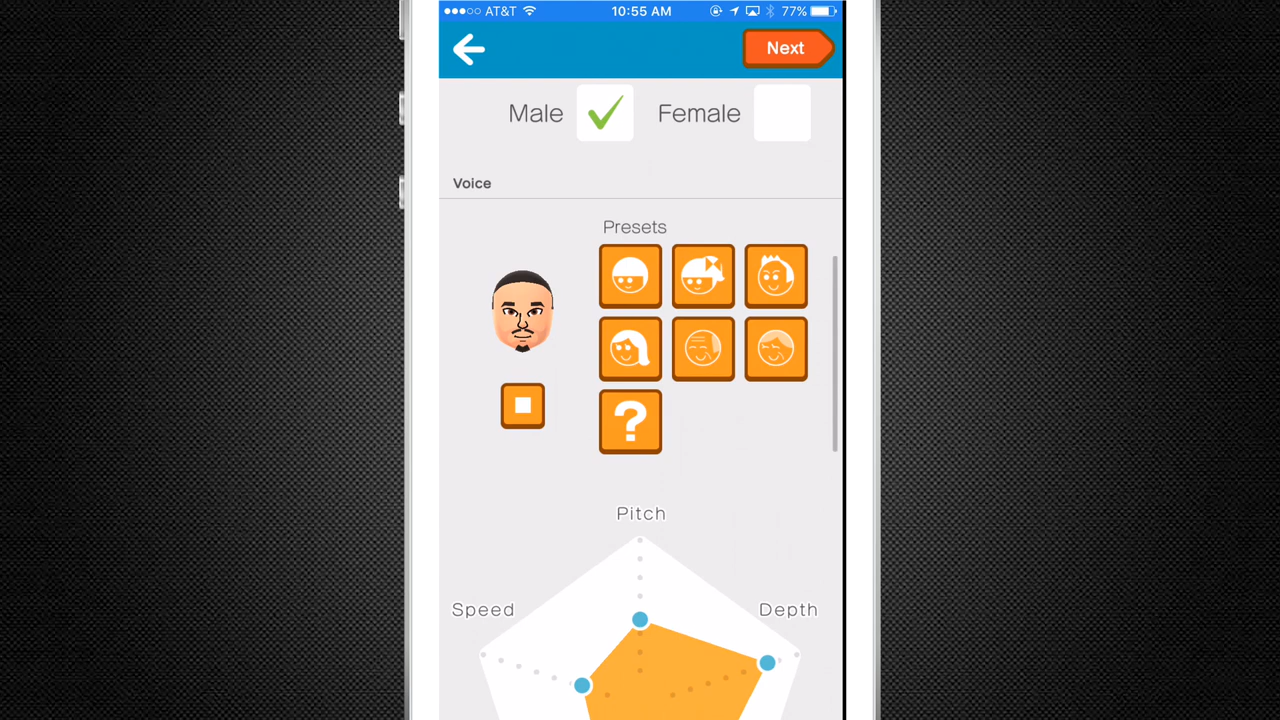 AT&T 10:55 AM 77%
Next
Male Female
Voice
Presets
?
Pitch
Speed Depth